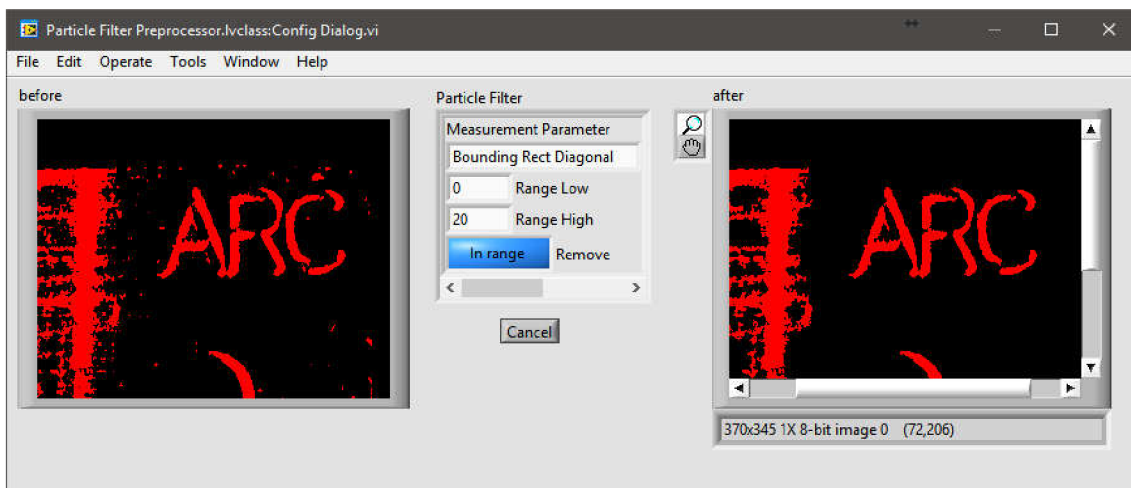 Particle Filter Preprocessor.lvclass:Config Dialog.vi
File Edit Operate Tools Window Help
before
Particle Filter
after
Measurement Parameter
Bounding Rect Diagonal
0 Range Low
20 Range High
In range Remove
Cancel
ARC
ARC
370x345 1X 8-bit image 0 (72,206)